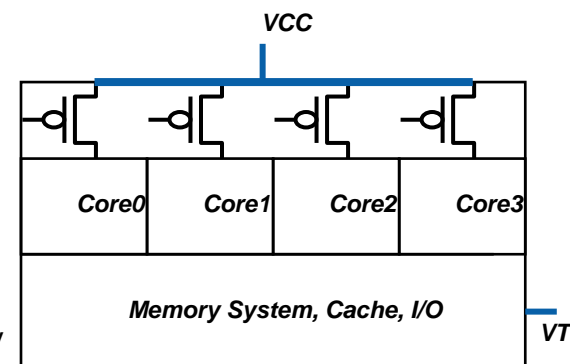 VCC
Core0 Core1 Core2 Core3
Memory System, Cache, I/O
VT